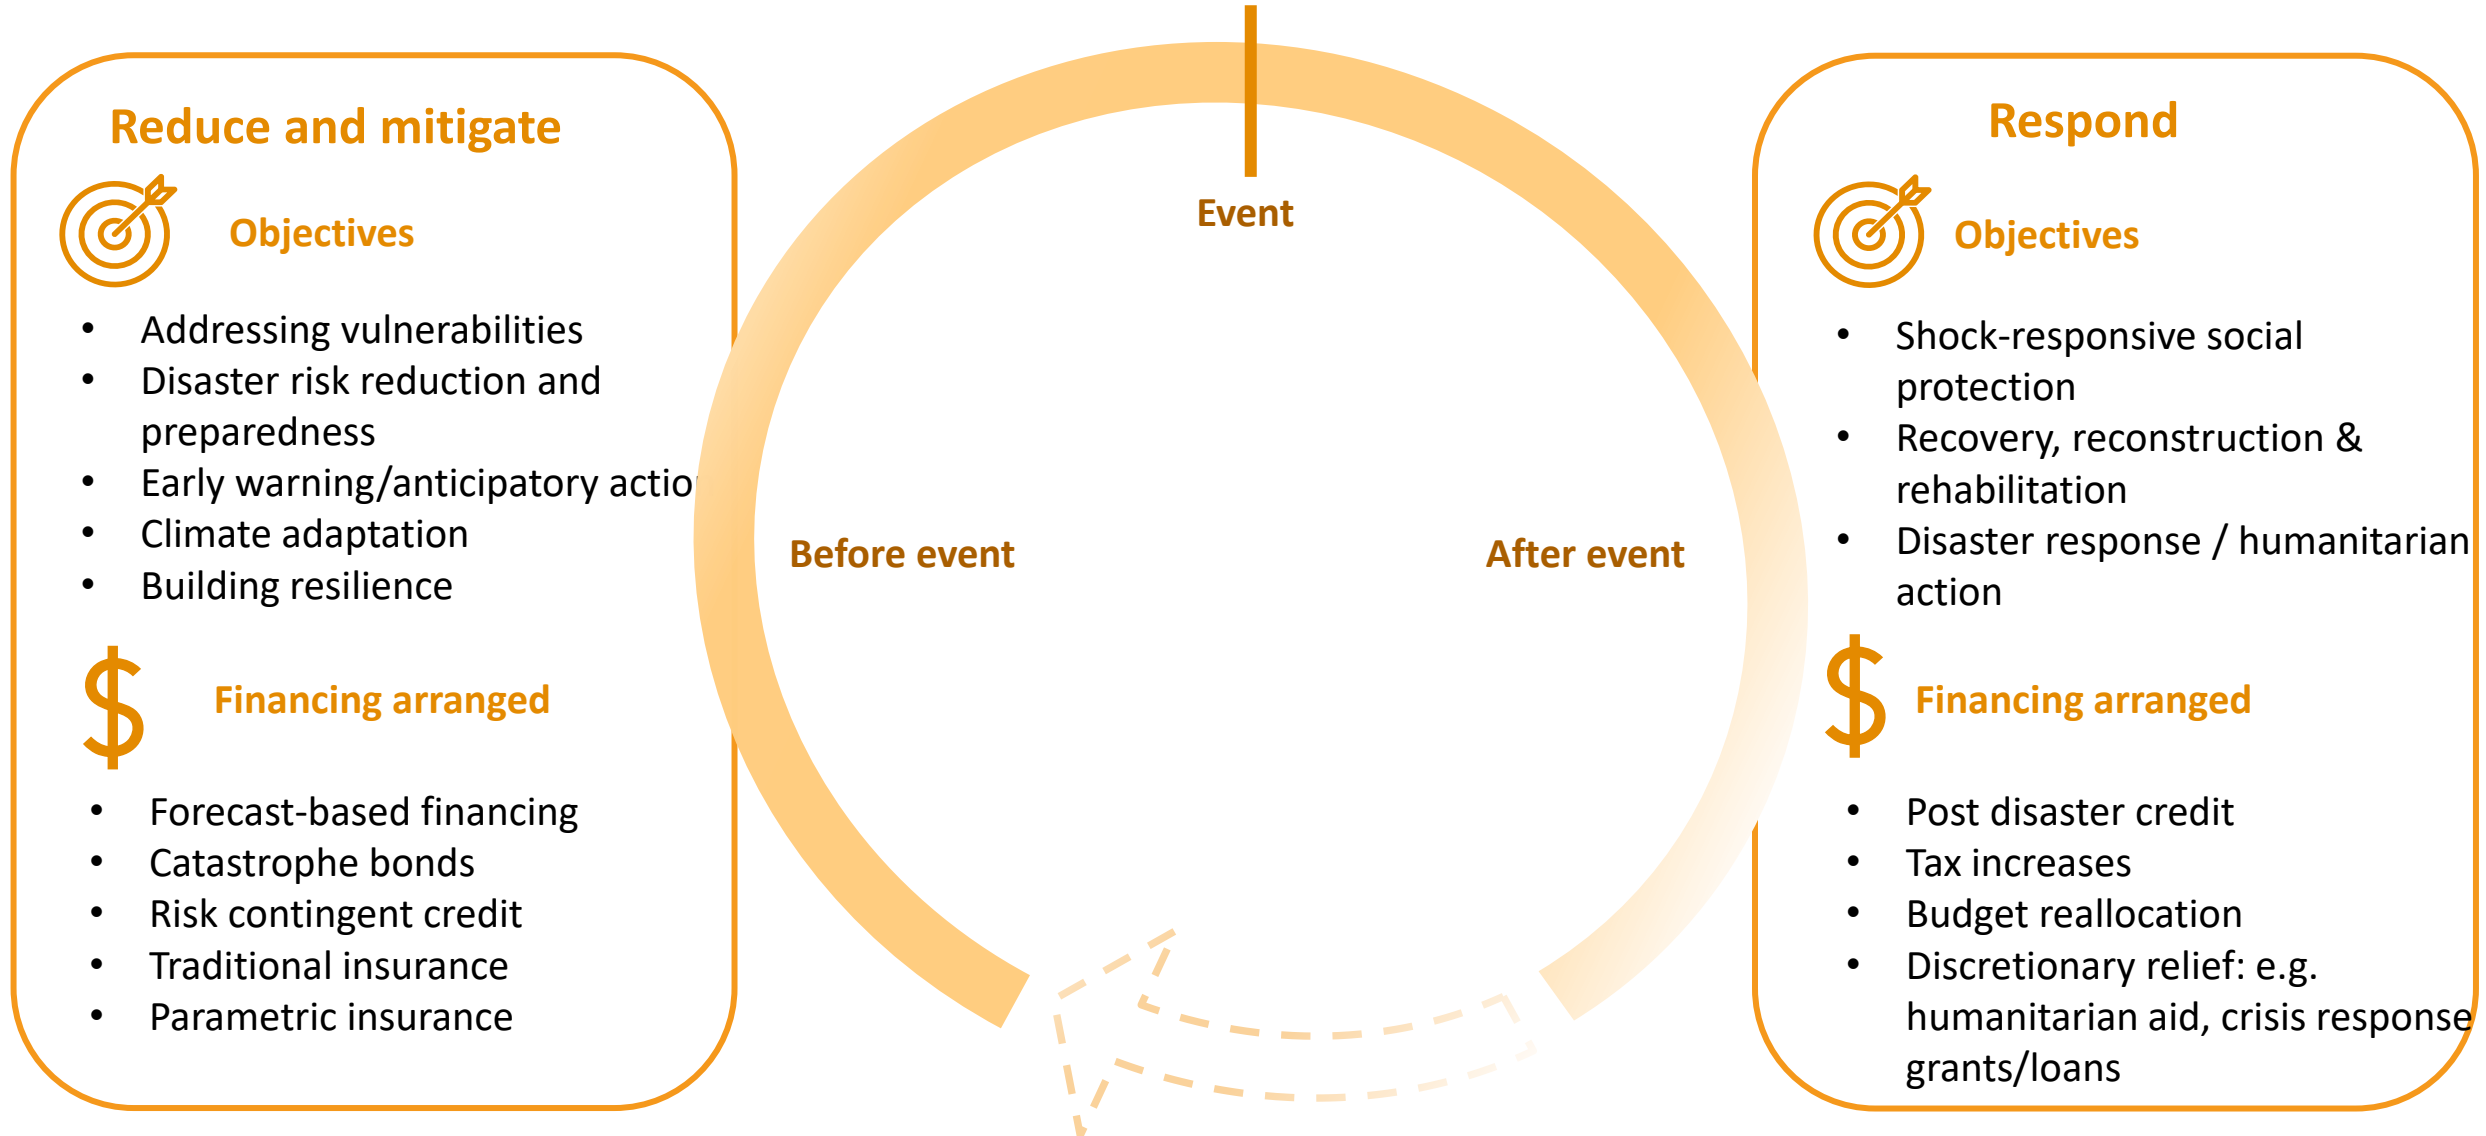 Reduce and mitigate
Objectives
• Addressing vulnerabilities
• Disaster risk reduction and
preparedness
• Early warning/anticipatory action
• Climate adaptation
• Building resilience
Financing arranged
• Forecast-based financing
• Catastrophe bonds
• Risk contingent credit
• Traditional insurance
• Parametric insurance
Event
Before event
After event
Respond
Objectives
• Shock-responsive social
protection
• Recovery, reconstruction &
rehabilitation
• Disaster response / humanitarian
action
Financing arranged
• Post disaster credit
• Tax increases
• Budget reallocation
• Discretionary relief: e.g.
humanitarian aid, crisis response
grants/loans